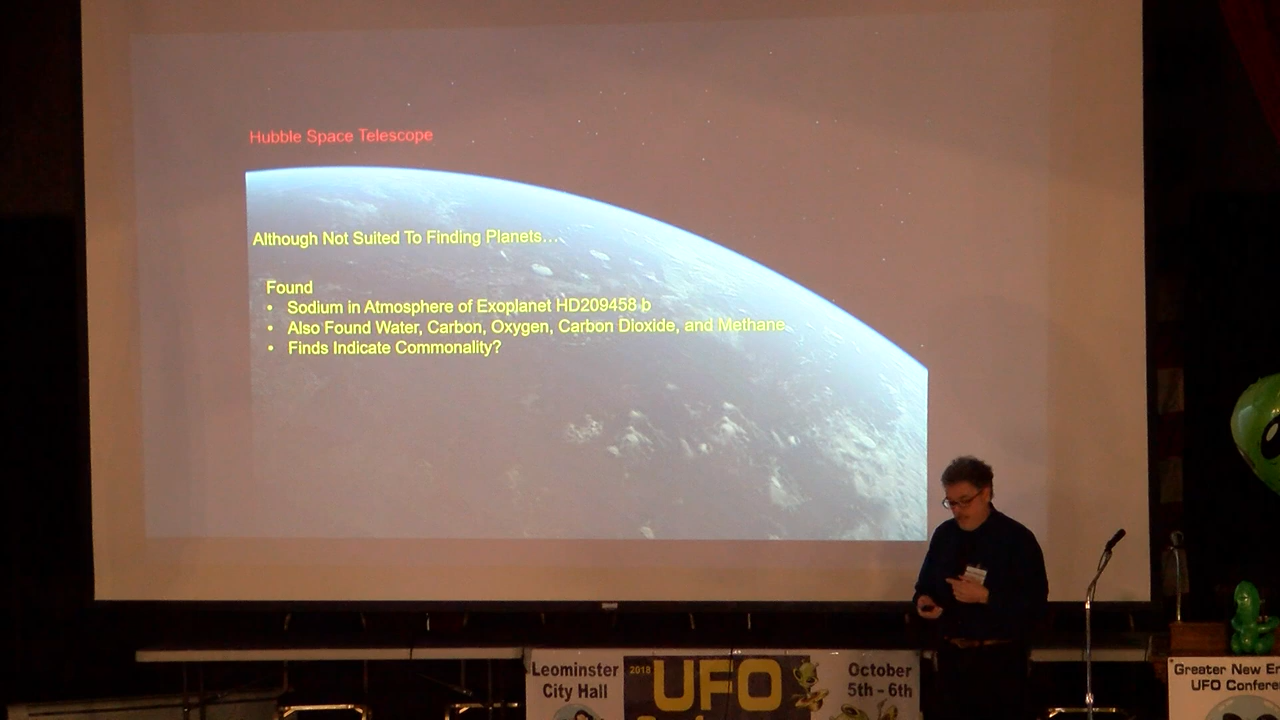 Hubble Space Telescope
Although Not Suited To Finding Planets...
Found
• Sodium in Atmosphere of Exoplanet HD209458 b
• Also Found Water, Carbon, Oxygen, Carbon Dioxide, and Methane
• Finds Indicate Commonality?
Leominster
City Hall
2018 UFO
October
5th - 6th
Greater New
UFO